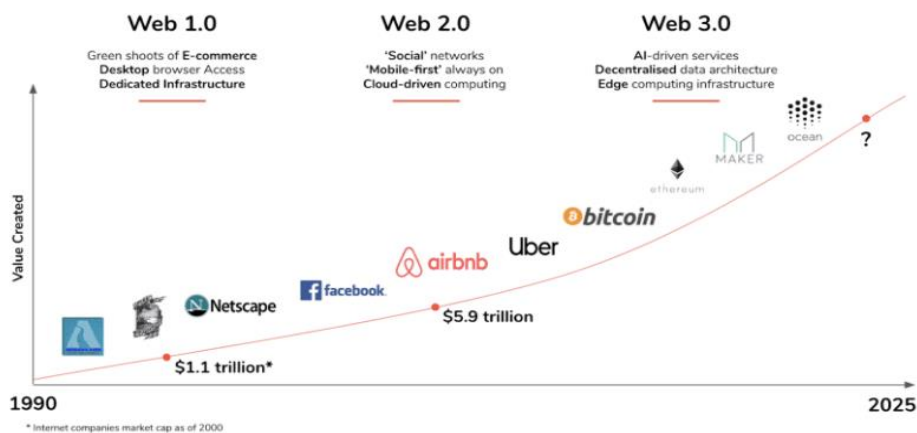 Web 1.0
Green shoots of E-commerce
Desktop browser Access
Dedicated Infrastructure
Web 2.0
'Social' networks
'Mobile-first' always on
Cloud-driven computing
Web 3.0
AI-driven services
Decentralised data architecture
Edge computing infrastructure
Value Created
Netscape
facebook.
airbnb
Uber
bitcoin
ethereum
MAKER
ocean
?
$1.1 trillion*
$5.9 trillion
1990
2025
* Internet companies market cap as of 2000